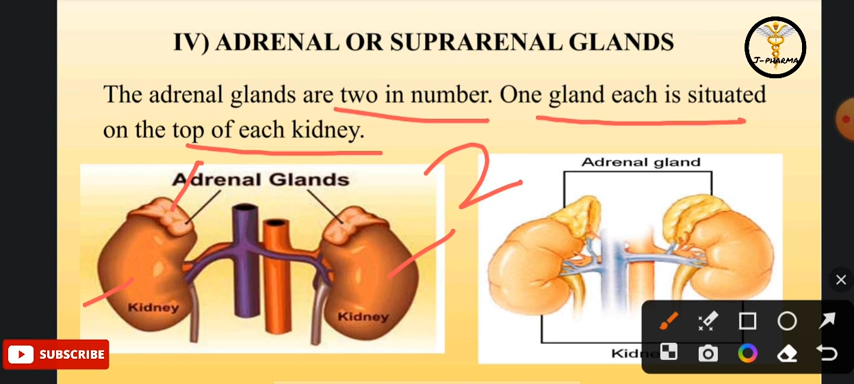 IV) ADRENAL OR SUPRARENAL GLANDS
J-PHARMA
The adrenal glands are two in number. One gland each is situated
on the top of each kidney.
Adrenal Glands
2
Kidney
Kidney
Adrenal gland
SUBSCRIBE